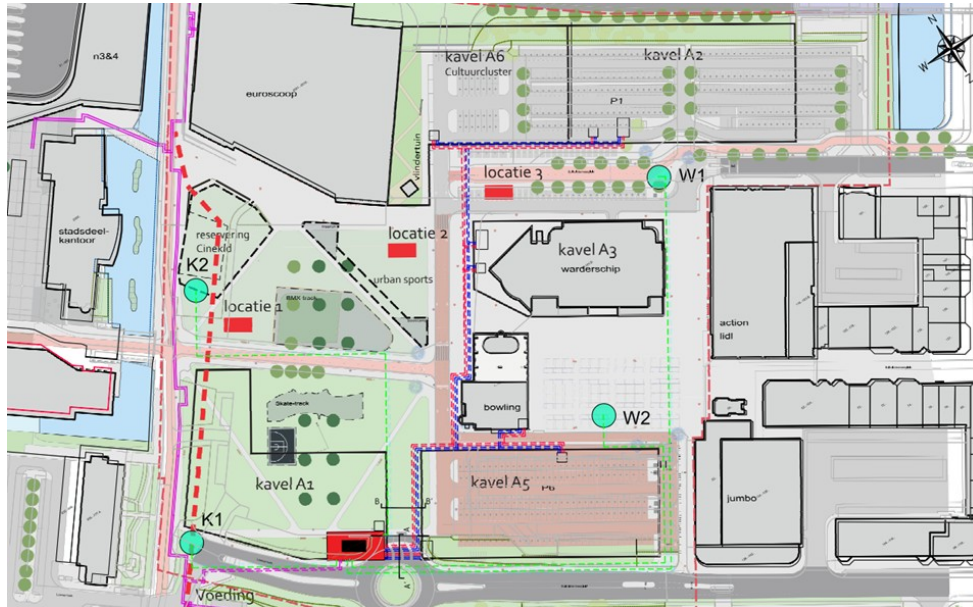 n3&4
euroscoop
kavel A6
Cultuurcluster
kavel A2
P1
N
W
Z
vlindertuin
locatie 3
W1
stadsdeel-
kantoor
reservering
Cinekid
K2
locatie 2
urban sports
kavel A3
warderschip
locatie 1
BMX track
action
lidl
Skate-track
bowling
W2
kavel A1
B
B'
kavel A5
P6
jumbo
K1
A
A'
Voeding